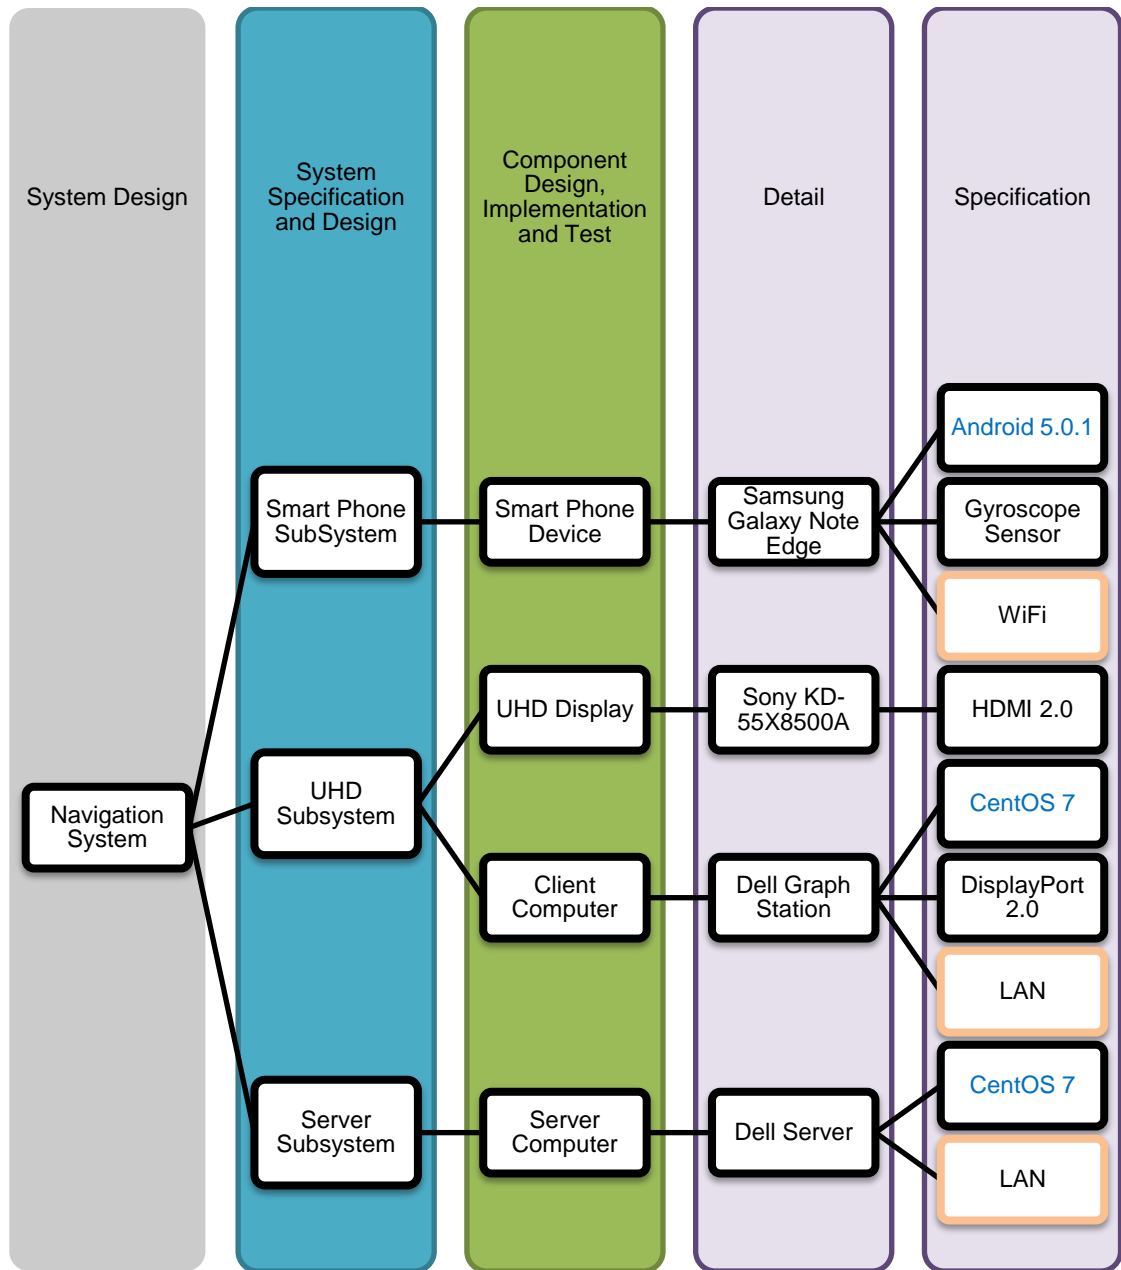 System Design
System
Specification
and Design
Component
Design,
Implementation
and Test
Detail
Specification
Navigation
System
Smart Phone
SubSystem
Smart Phone
Device
Samsung
Galaxy Note
Edge
Android 5.0.1
Gyroscope
Sensor
WiFi
UHD
Subsystem
UHD Display
Sony KD-
55X8500A
HDMI 2.0
Client
Computer
Dell Graph
Station
CentOS 7
DisplayPort
2.0
LAN
Server
Subsystem
Server
Computer
Dell Server
CentOS 7
LAN